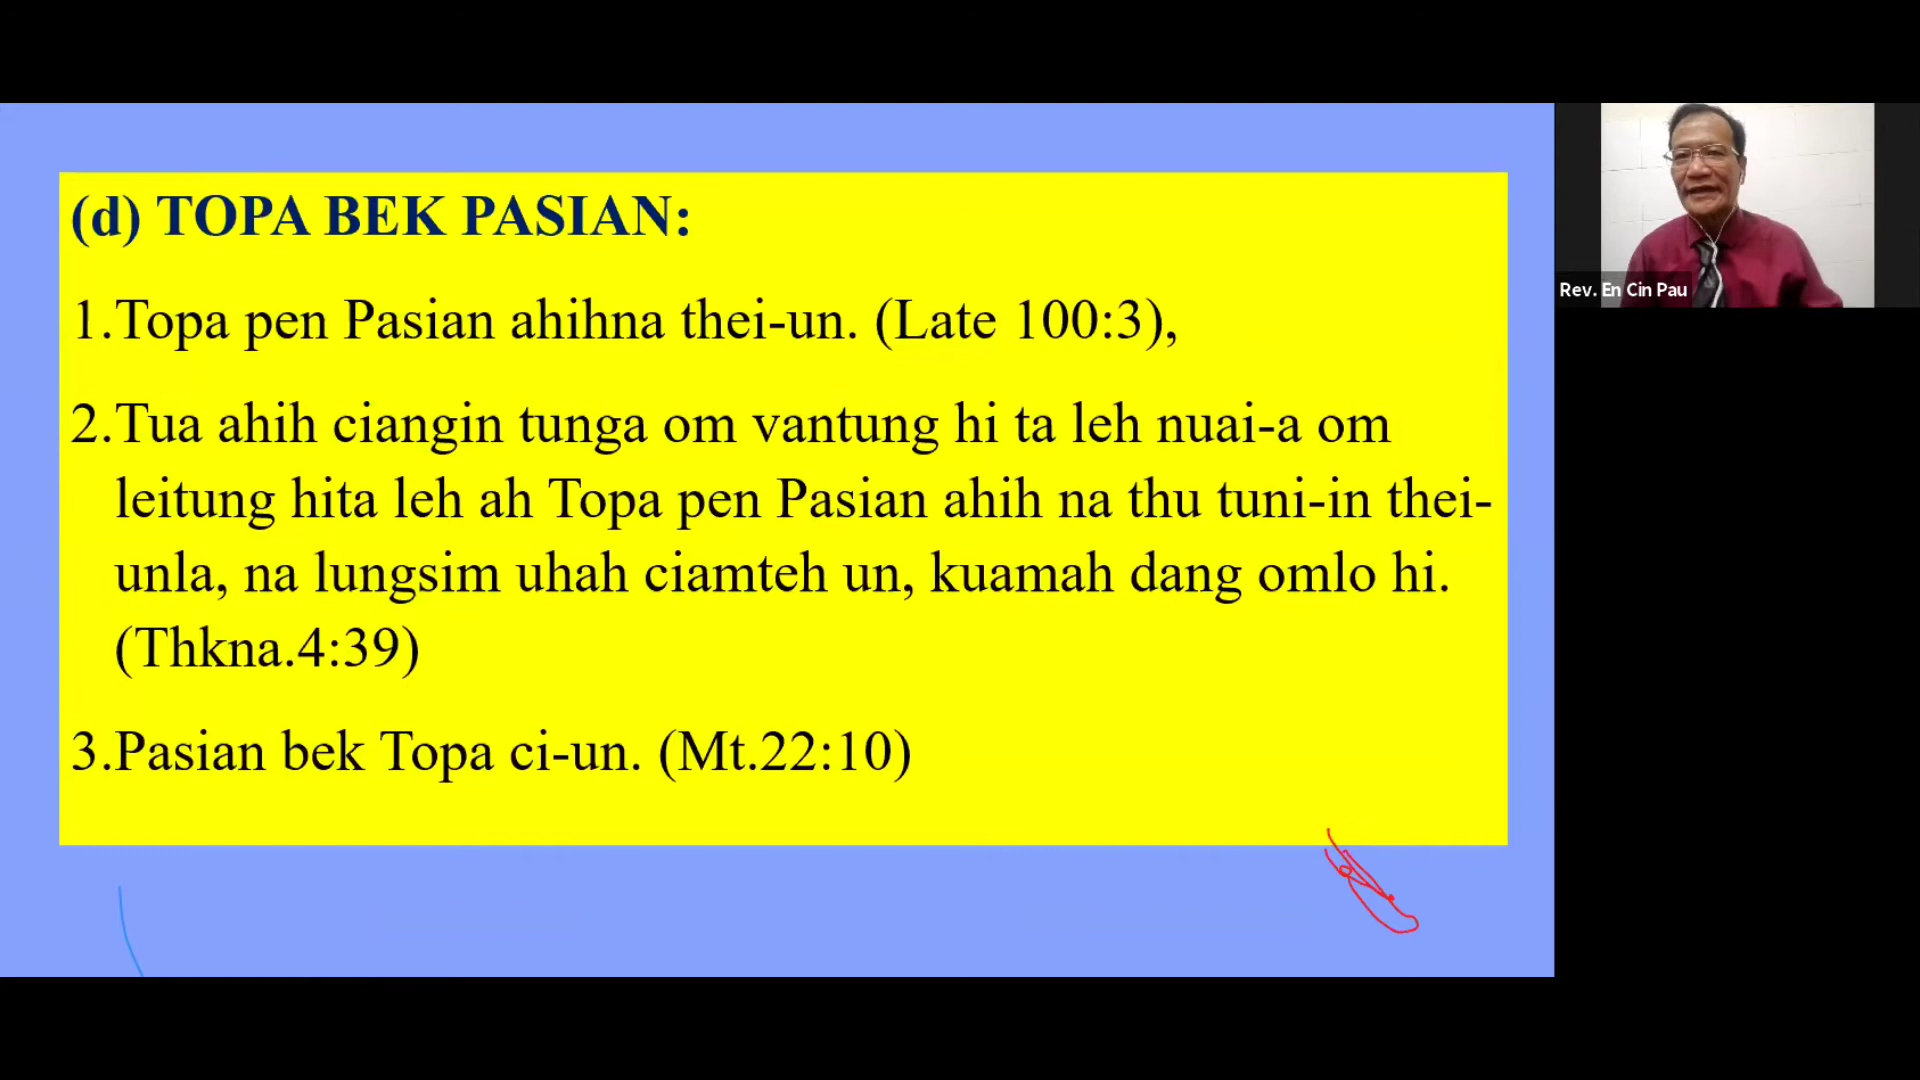 (d) TOPA BEK PASIAN:
1.Topa pen Pasian ahihna thei-un. (Late 100:3),
2.Tua ahih ciangin tunga om vantung hi ta leh nuai-a om
leitung hita leh ah Topa pen Pasian ahih na thu tuni-in thei-
unla, na lungsim uhah ciamteh un, kuamah dang omlo hi.
(Thkna.4:39)
3.Pasian bek Topa ci-un. (Mt.22:10)
Rev. En Cin Pau